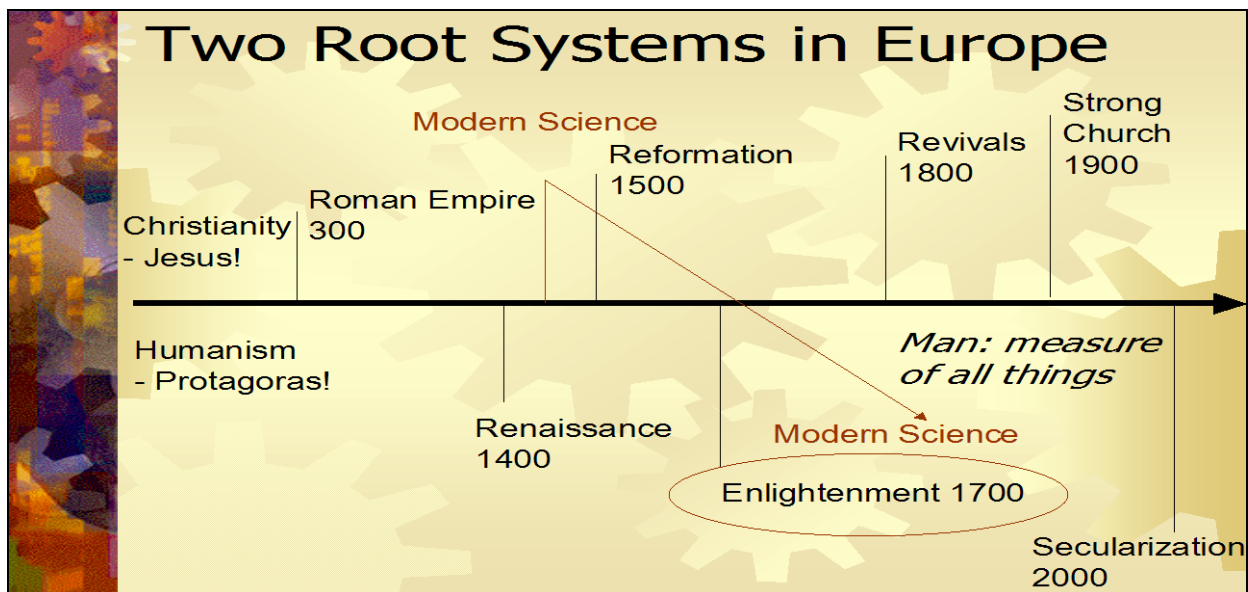 Two Root Systems in Europe
Modern Science
Strong
Church
1900
Revivals
1800
Reformation
1500
Roman Empire
300
Christianity
- Jesus!
Humanism
- Protagoras!
Man: measure
of all things
Renaissance
1400
Modern Science
Enlightenment 1700
Secularization
2000